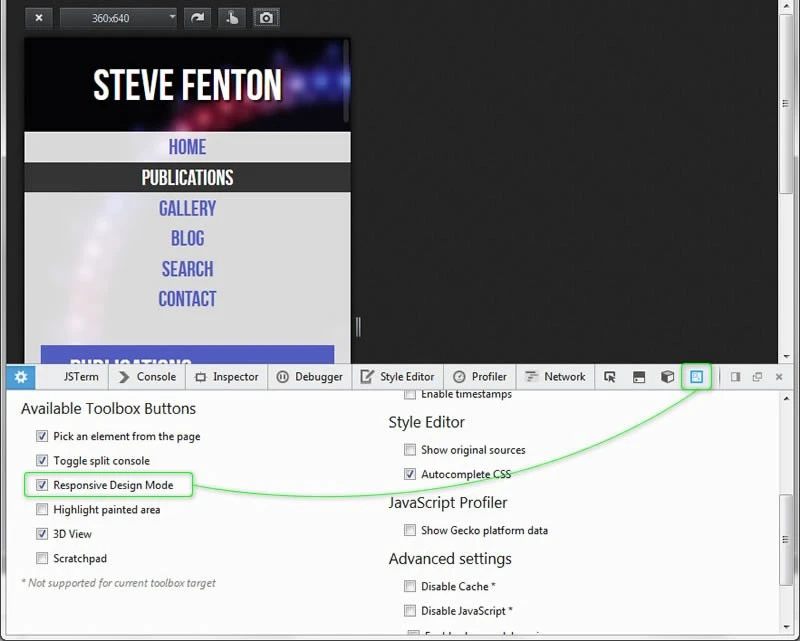 360x640
STEVE FENTON
HOME
PUBLICATIONS
GALLERY
BLOG
SEARCH
CONTACT
PUBLICATIONS
JSTerm Console Inspector Debugger Style Editor Profiler Network
Available Toolbox Buttons
Pick an element from the page
Toggle split console
Responsive Design Mode
Highlight painted area
3D View
Scratchpad
* Not supported for current toolbox target
Enable timestamps
Style Editor
Show original sources
Autocomplete CSS
JavaScript Profiler
Show Gecko platform data
Advanced settings
Disable Cache *
Disable JavaScript *